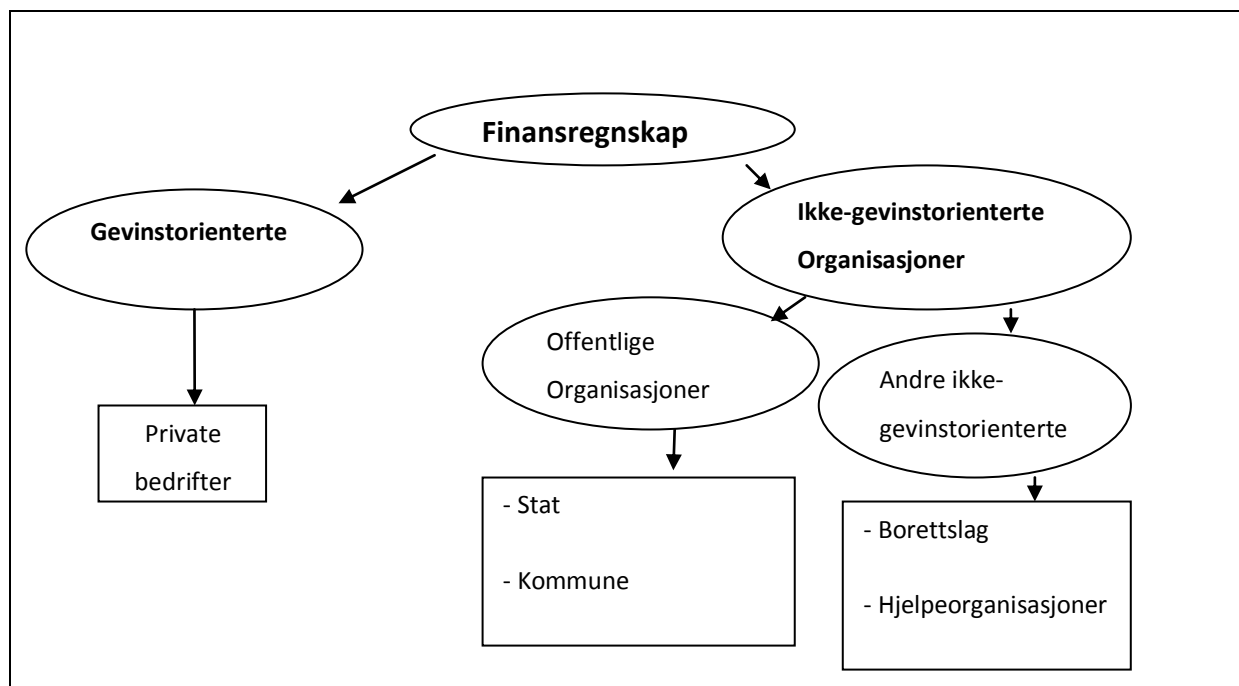 Finansregnskap
Gevinstorienterte
Ikke-gevinstorienterte
Organisasjoner
Offentlige
Organisasjoner
Andre ikke-
gevinstorienterte
Private
bedrifter
- Stat
- Kommune
- Borettslag
- Hjelpeorganisasjoner